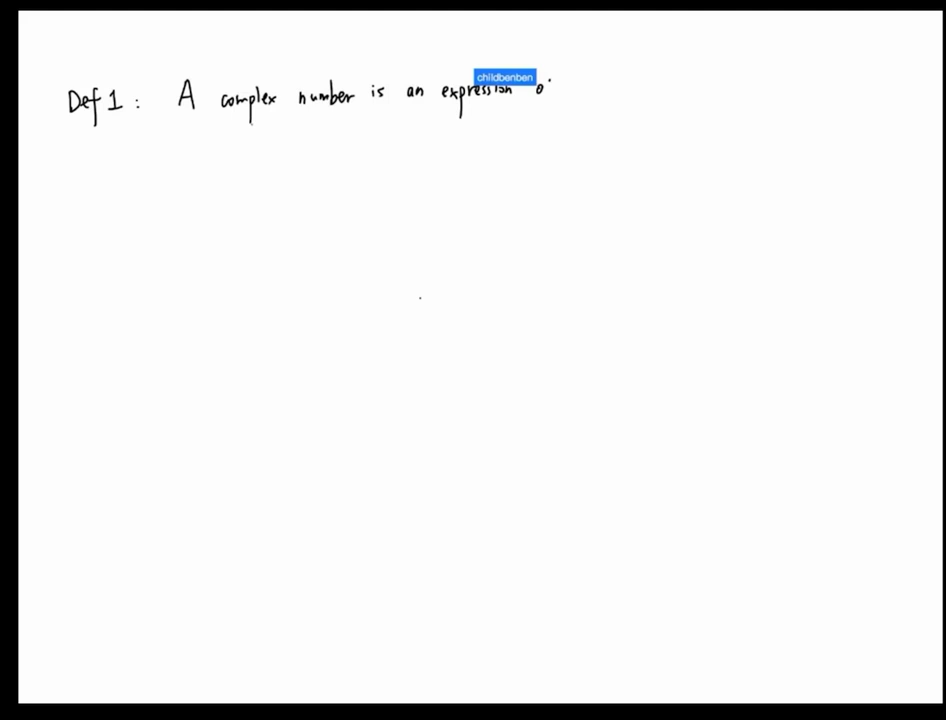 childbenben
Def 1 : A complex number is an expression o